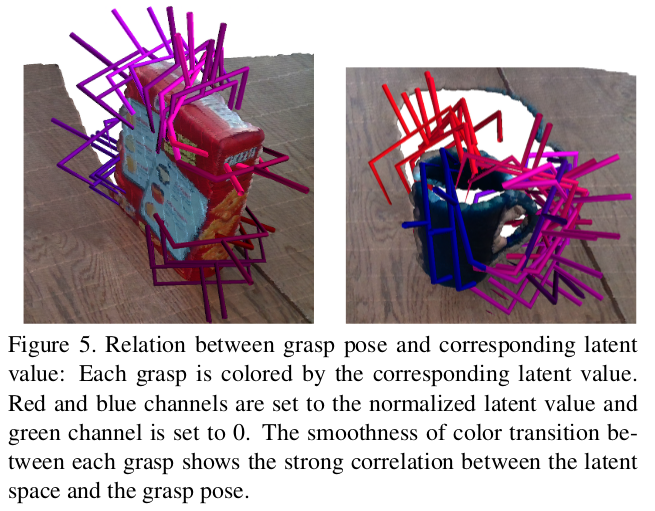 Figure 5. Relation between grasp pose and corresponding latent
value: Each grasp is colored by the corresponding latent value.
Red and blue channels are set to the normalized latent value and
green channel is set to 0. The smoothness of color transition be-
tween each grasp shows the strong correlation between the latent
space and the grasp pose.